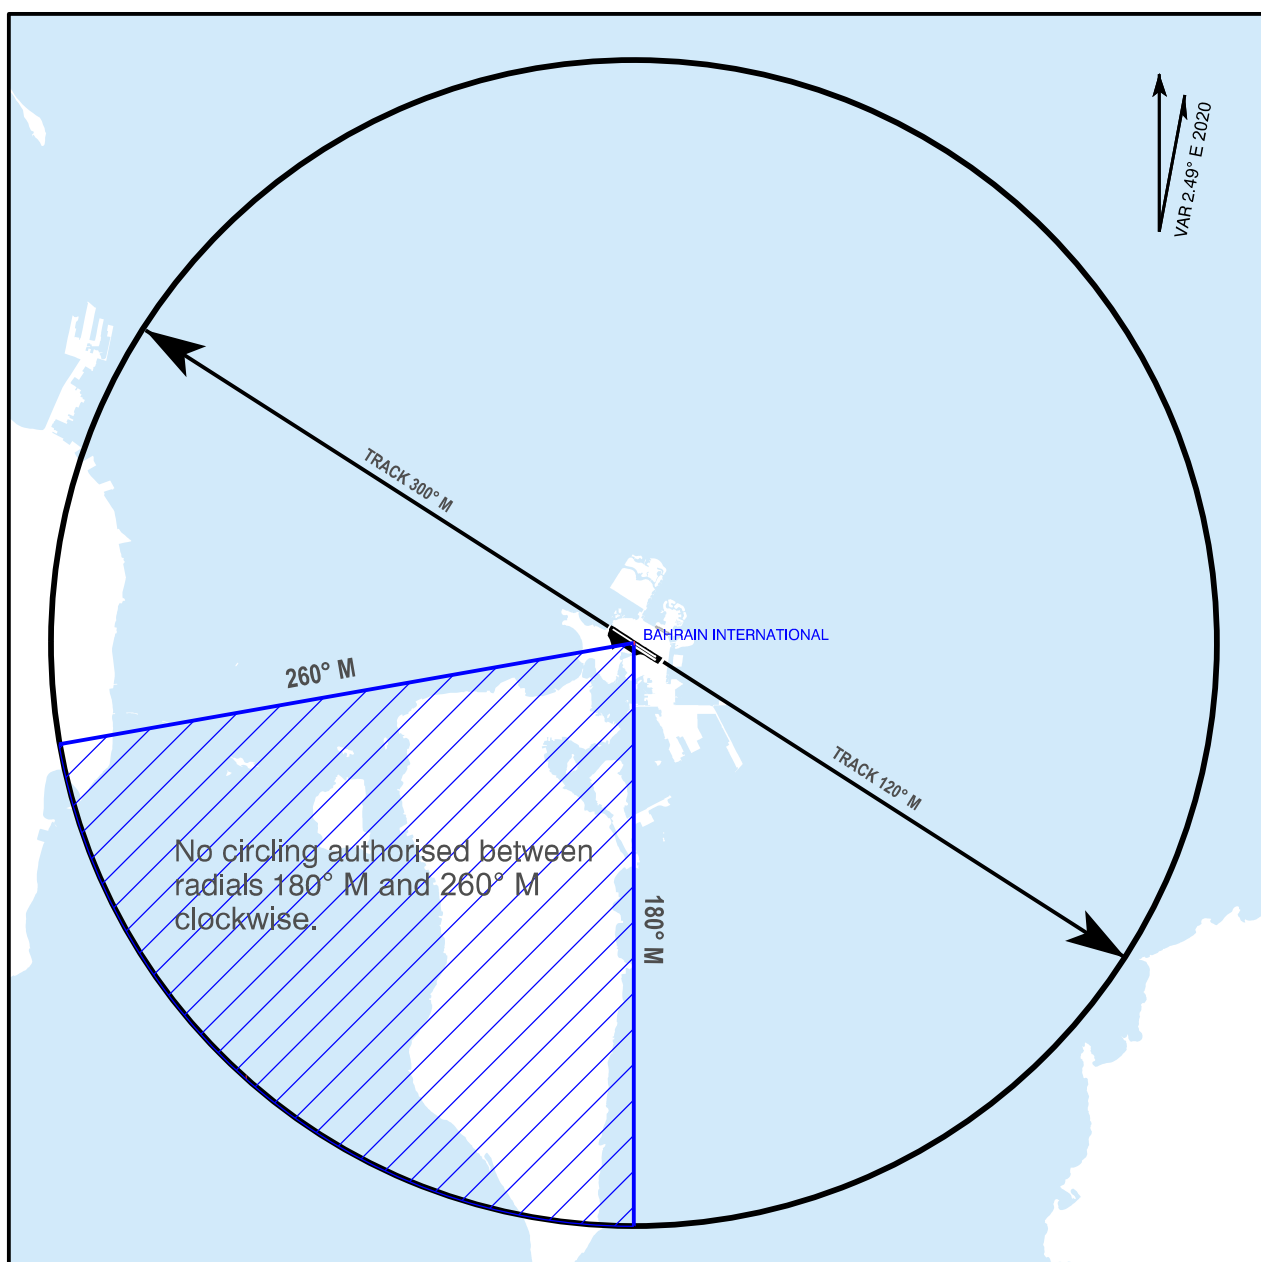 VAR 2.49° E 2020
TRACK 300° M
BAHRAIN INTERNATIONAL
260° M
TRACK 120° M
No circling authorised between
radials 180° M and 260° M
clockwise.
180° M